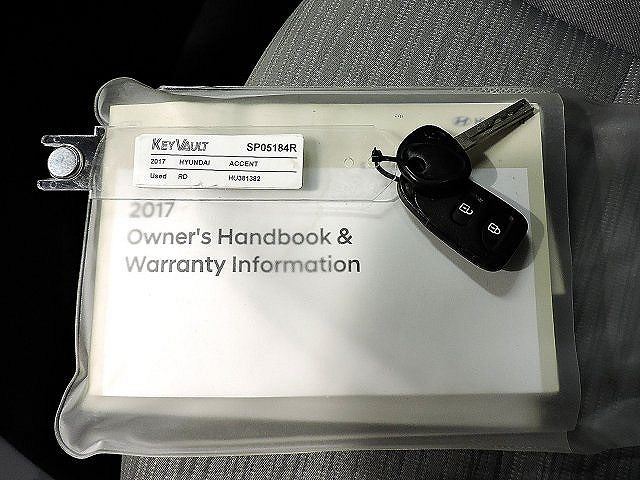 KEYVAULT SP05184R
2017 HYUNDAI ACCENT
Used RD HU381382
2017
Owner's Handbook &
Warranty Information